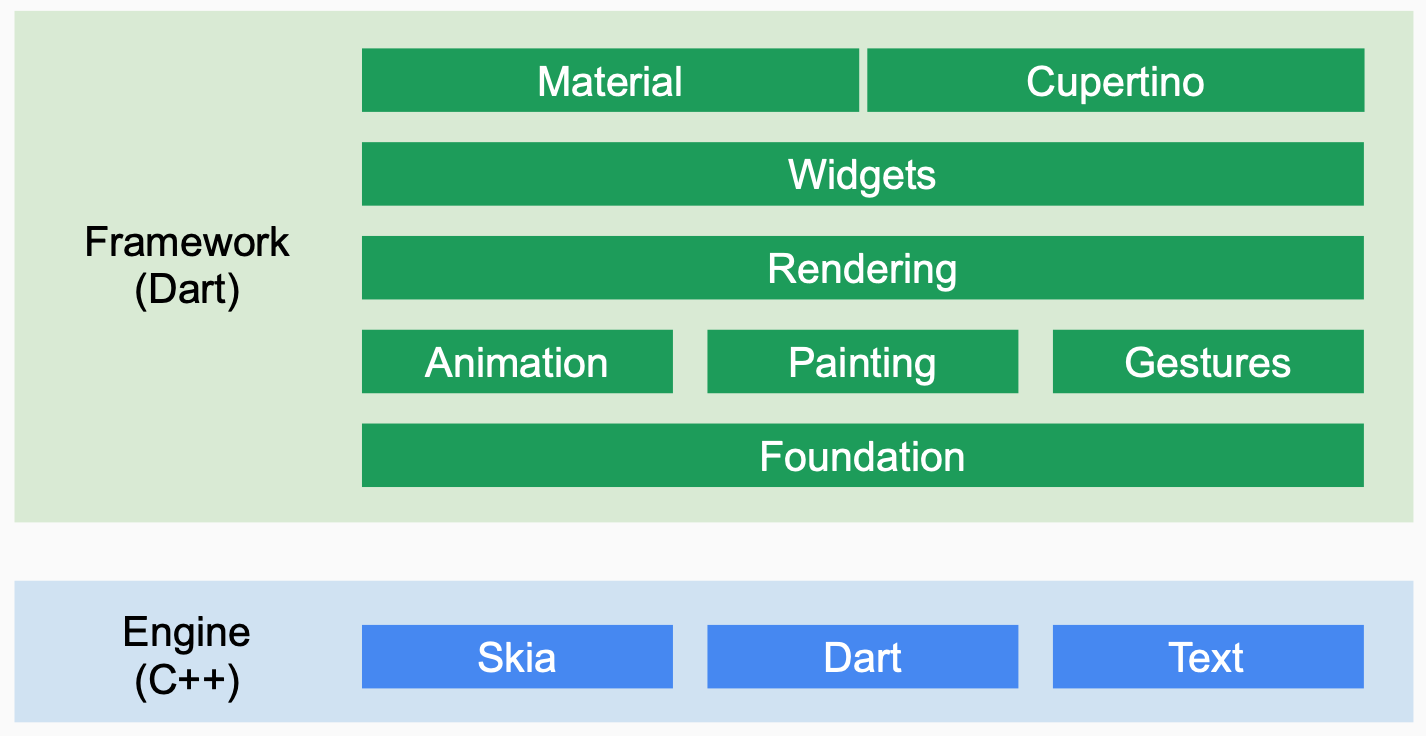 Framework
(Dart)
Material
Cupertino
Widgets
Rendering
Animation
Painting
Gestures
Foundation
Engine
(C++)
Skia
Dart
Text